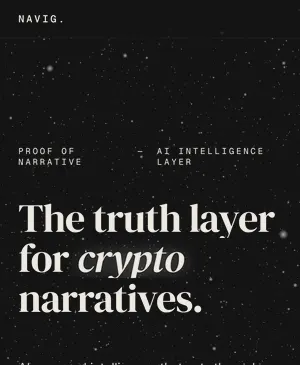 NAVIG.
PROOF OF NARRATIVE — AI INTELLIGENCE LAYER
The truth layer
for crypto
narratives.